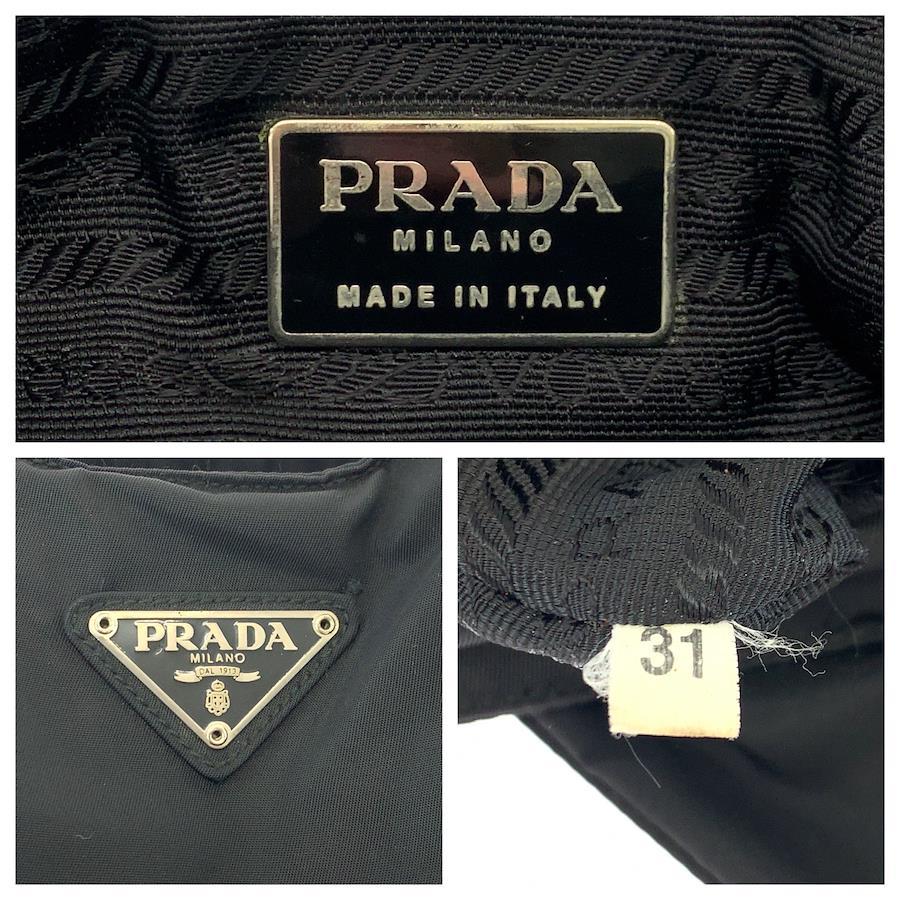 PRADA
MILANO
MADE IN ITALY
PRADA
MILANO
DAL 1913
31